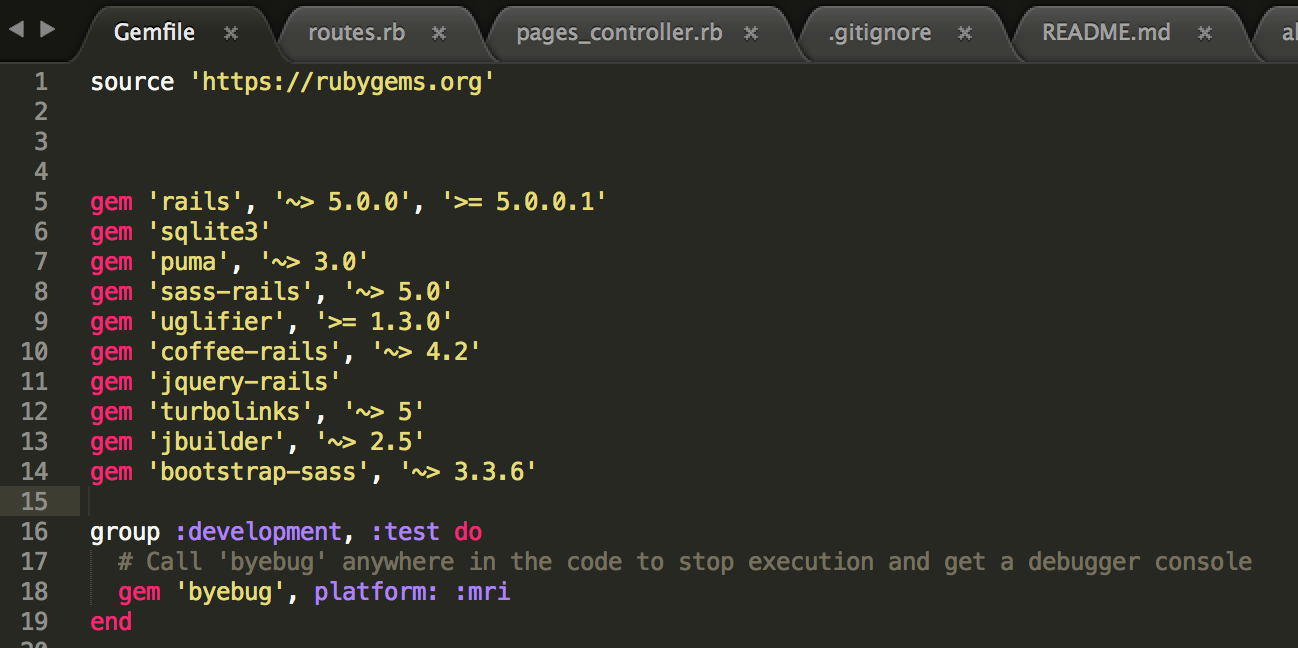 Gemfile × routes.rb × pages_controller.rb × .gitignore × README.md ×
1 source 'https://rubygems.org'
2
3
4
5 gem 'rails', '~> 5.0.0', '>= 5.0.0.1'
6 gem 'sqlite3'
7 gem 'puma', '~> 3.0'
8 gem 'sass-rails', '~> 5.0'
9 gem 'uglifier', '>= 1.3.0'
10 gem 'coffee-rails', '~> 4.2'
11 gem 'jquery-rails'
12 gem 'turbolinks', '~> 5'
13 gem 'jbuilder', '~> 2.5'
14 gem 'bootstrap-sass', '~> 3.3.6'
15
16 group :development, :test do
17   # Call 'byebug' anywhere in the code to stop execution and get a debugger console
18   gem 'byebug', platform: :mri
19 end